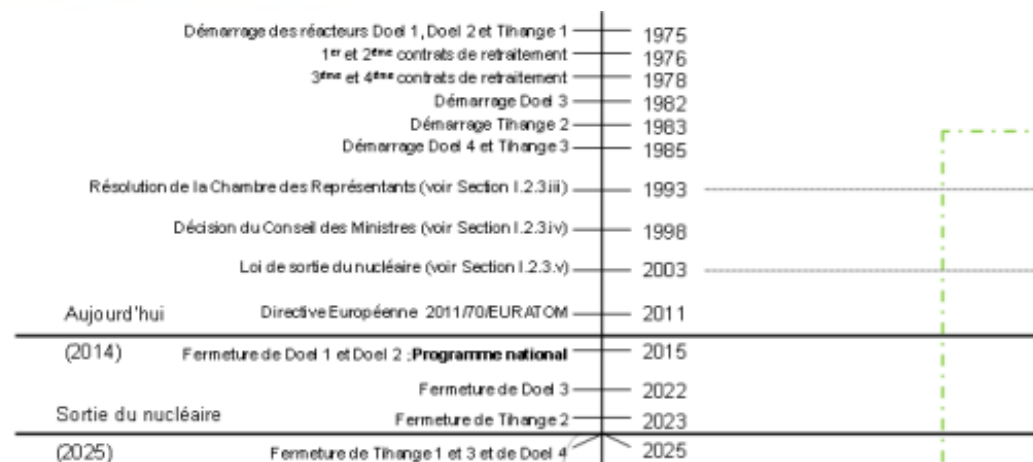 Démarrage des réacteurs Doel 1, Doel 2 et Tihange 1 1975
1er et 2ème contrats de retraitement 1976
3ème et 4ème contrats de retraitement 1978
Démarrage Doel 3 1982
Démarrage Tihange 2 1983
Démarrage Doel 4 et Tihange 3 1985
Résolution de la Chambre des Représentants (voir Section I.2.3.iii) 1993
Décision du Conseil des Ministres (voir Section I.2.3.iv) 1998
Loi de sortie du nucléaire (voir Section I.2.3.v) 2003
Aujourd'hui Directive Européenne 2011/70/EURATOM 2011
(2014) Fermeture de Doel 1 et Doel 2 ; Programme national 2015
Fermeture de Doel 3 2022
Sortie du nucléaire Fermeture de Tihange 2 2023
(2025) Fermeture de Tihange 1 et 3 et de Doel 4 2025